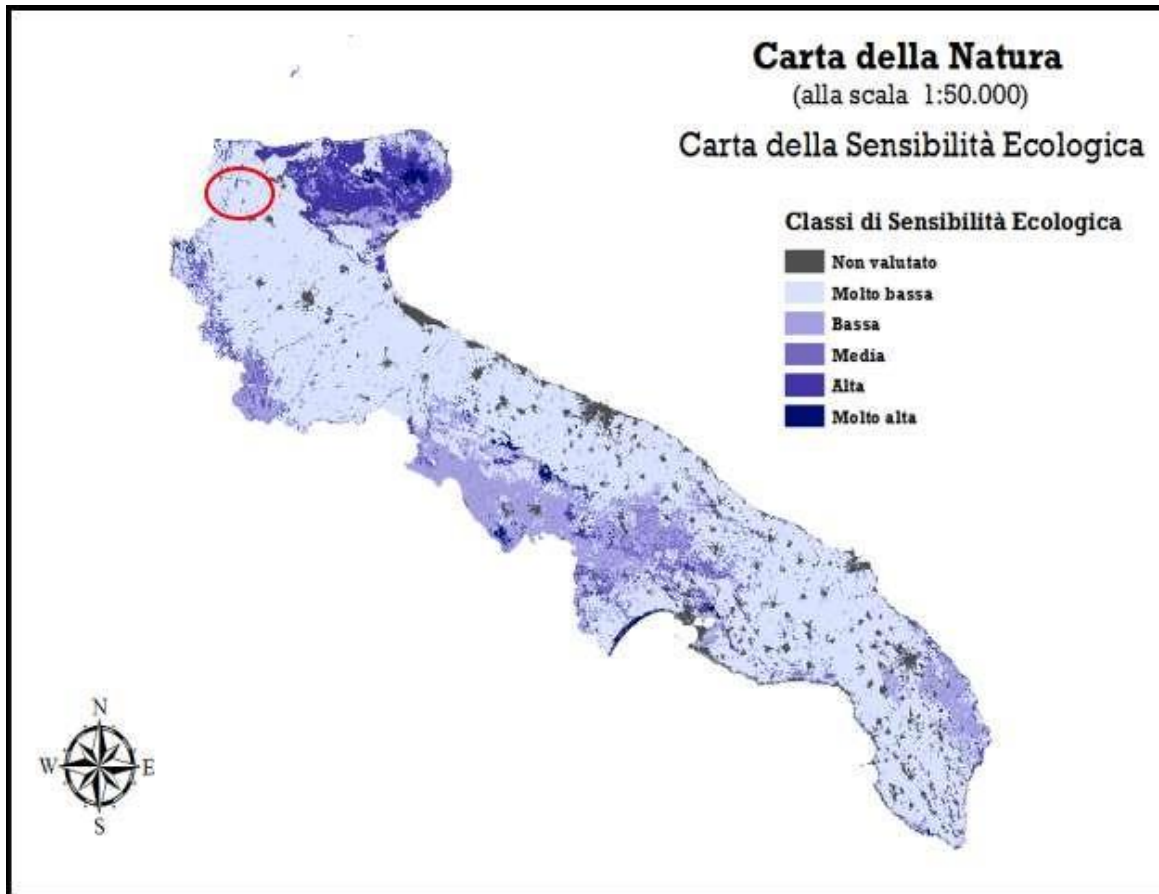 Carta della Natura
(alla scala 1:50.000)
Carta della Sensibilità Ecologica
Classi di Sensibilità Ecologica
Non valutato
Molto bassa
Bassa
Media
Alta
Molto alta
N
W E
S